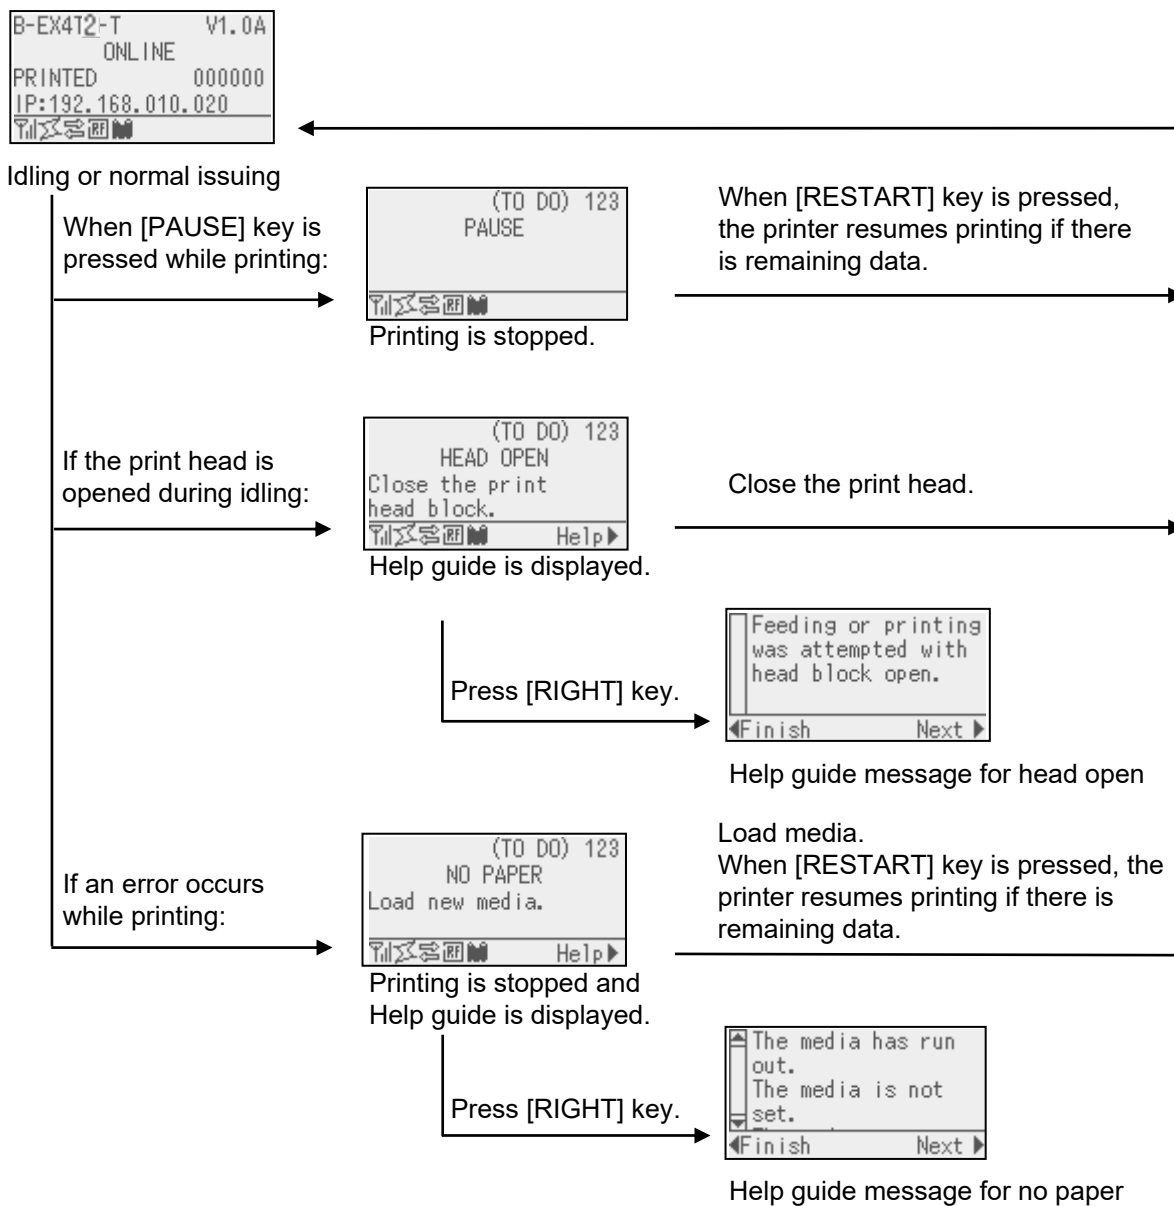 B-EX4T2-T V1.0A
ONLINE
PRINTED 000000
IP:192.168.010.020
RF
Idling or normal issuing
When [PAUSE] key is
pressed while printing:
(TO DO) 123
PAUSE
RF
Printing is stopped.
When [RESTART] key is pressed,
the printer resumes printing if there
is remaining data.
If the print head is
opened during idling:
(TO DO) 123
HEAD OPEN
Close the print
head block.
RF Help
Help guide is displayed.
Close the print head.
Press [RIGHT] key.
Feeding or printing
was attempted with
head block open.
Finish Next
Help guide message for head open
If an error occurs
while printing:
(TO DO) 123
NO PAPER
Load new media.
RF Help
Printing is stopped and
Help guide is displayed.
Load media.
When [RESTART] key is pressed, the
printer resumes printing if there is
remaining data.
Press [RIGHT] key.
The media has run
out.
The media is not
set.
Finish Next
Help guide message for no paper